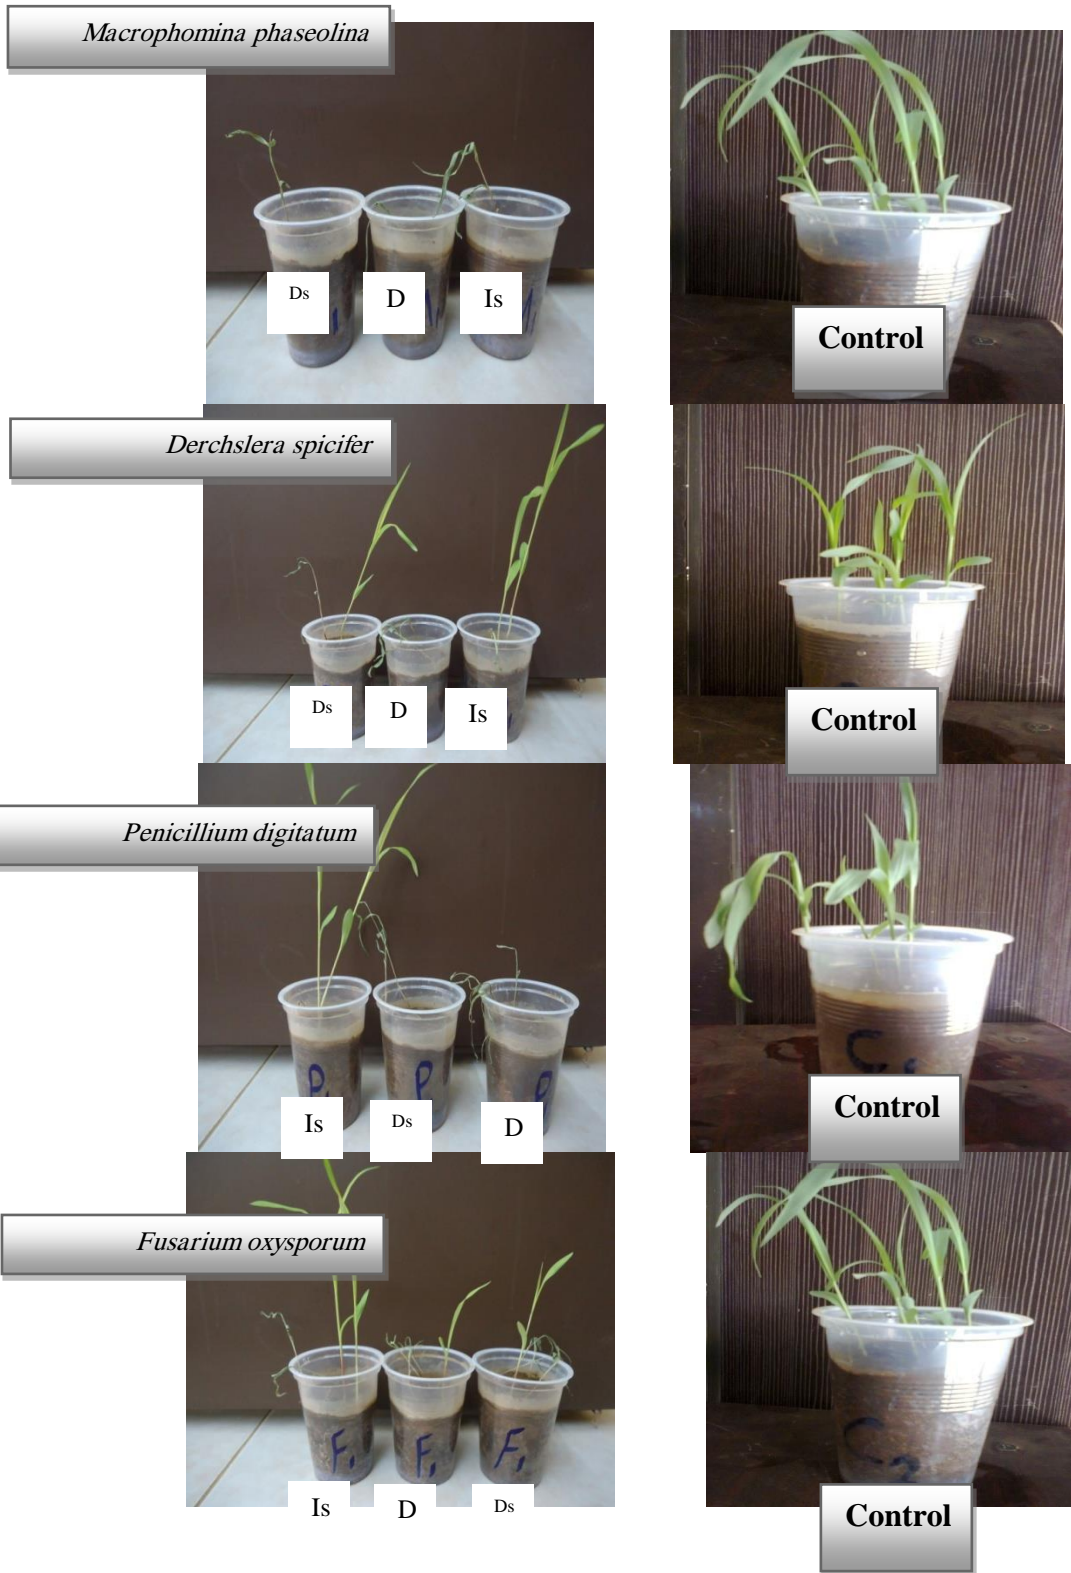 Macrophomina phaseolina
Ds D Is
Control
Derchslera spicifer
Ds D Is
Control
Penicillium digitatum
P, P P
C
Is Ds D
Control
Fusarium oxysporum
F, F, F,
C2
Is D Ds
Control